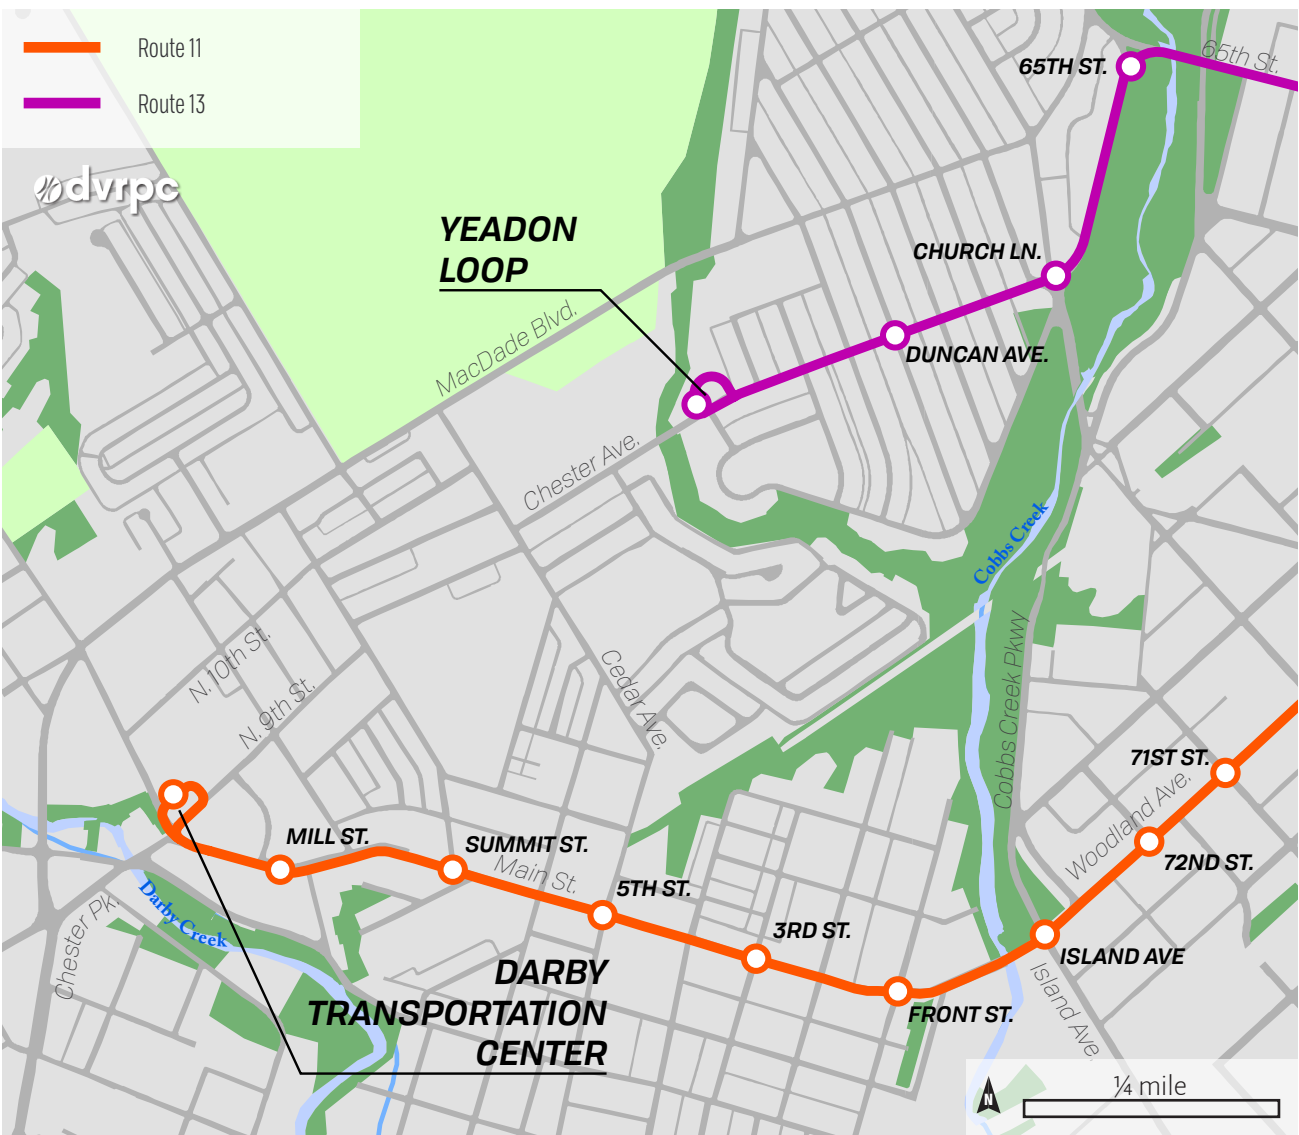 Route 11
Route 13
dvrpc
65TH ST.
65th St.
YEADON
LOOP
CHURCH LN.
MacDade Blvd.
DUNCAN AVE.
Chester Ave.
Cobbs Creek
N. 10th St.
N. 9th St.
Cedar Ave.
Cobbs Creek Pkwy
71ST ST.
Woodland Ave.
72ND ST.
MILL ST.
SUMMIT ST.
Main St.
5TH ST.
3RD ST.
ISLAND AVE
Island Ave.
FRONT ST.
Chester Pk.
Darby Creek
DARBY
TRANSPORTATION
CENTER
N
¼ mile